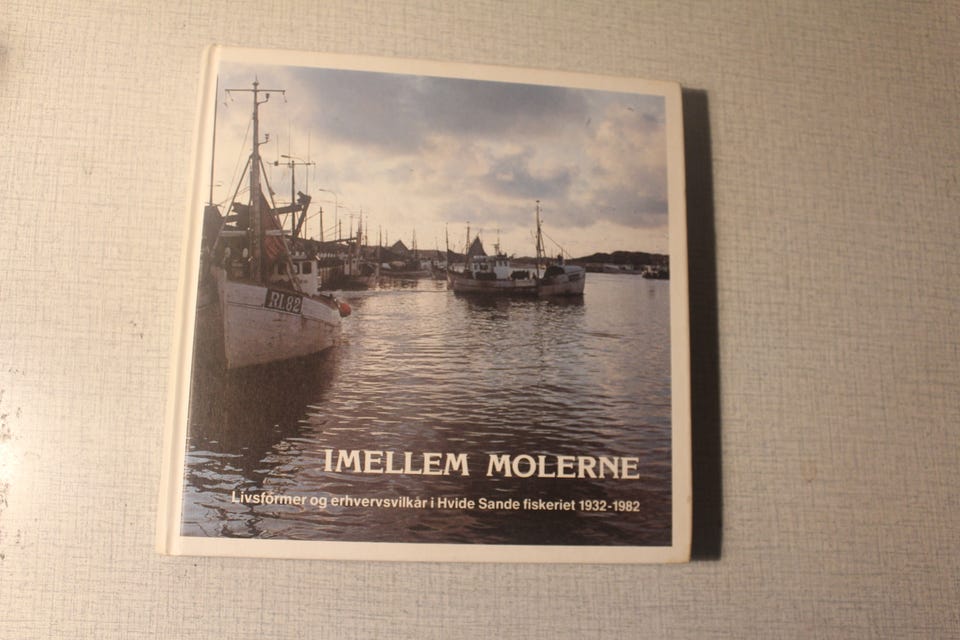 RI 82
IMELLEM MOLERNE
Livsformer og erhvervsvilkår i Hvide Sande fiskeriet 1932-1982